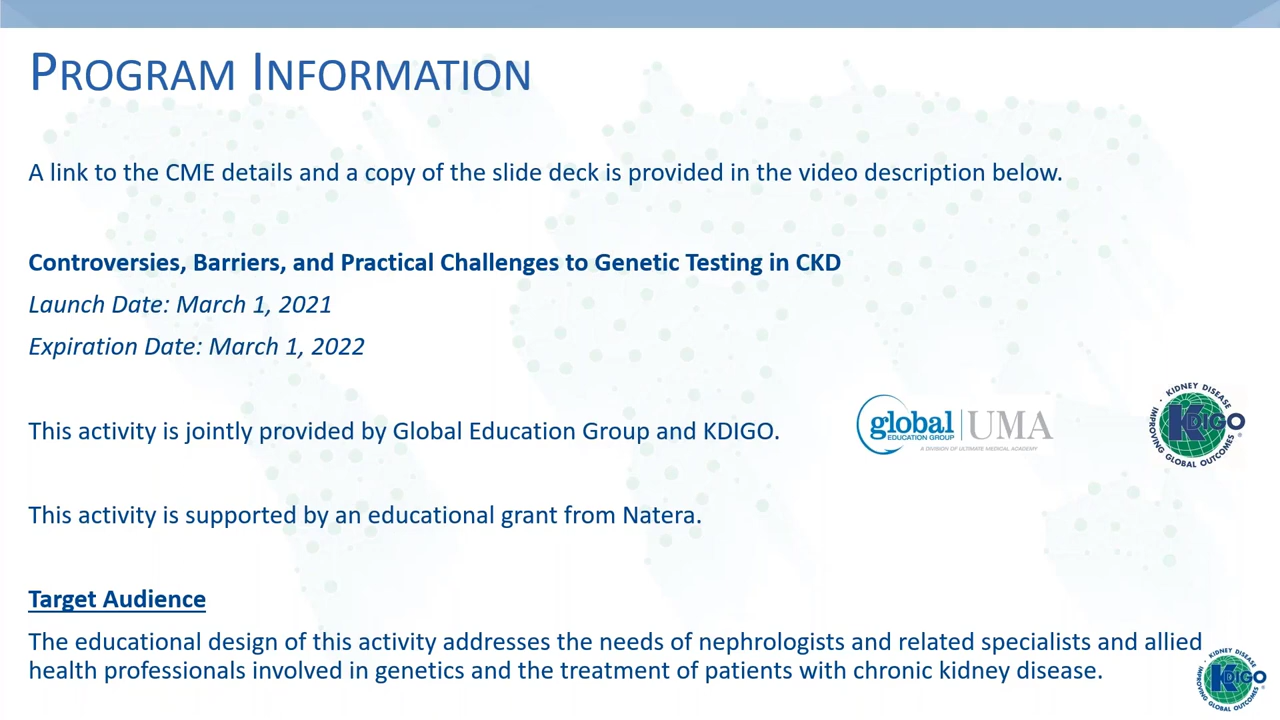 PROGRAM INFORMATION
A link to the CME details and a copy of the slide deck is provided in the video description below.
Controversies, Barriers, and Practical Challenges to Genetic Testing in CKD
Launch Date: March 1, 2021
Expiration Date: March 1, 2022
This activity is jointly provided by Global Education Group and KDIGO.
global
EDUCATION GROUP
UMA
A DIVISION OF ULTIMATE MEDICAL ACADEMY
KIDNEY DISEASE
KDIGO
IMPROVING GLOBAL OUTCOMES
This activity is supported by an educational grant from Natera.
Target Audience
The educational design of this activity addresses the needs of nephrologists and related specialists and allied
health professionals involved in genetics and the treatment of patients with chronic kidney disease.
KIDNEY DISEASE
KDIGO
IMPROVING GLOBAL OUTCOMES